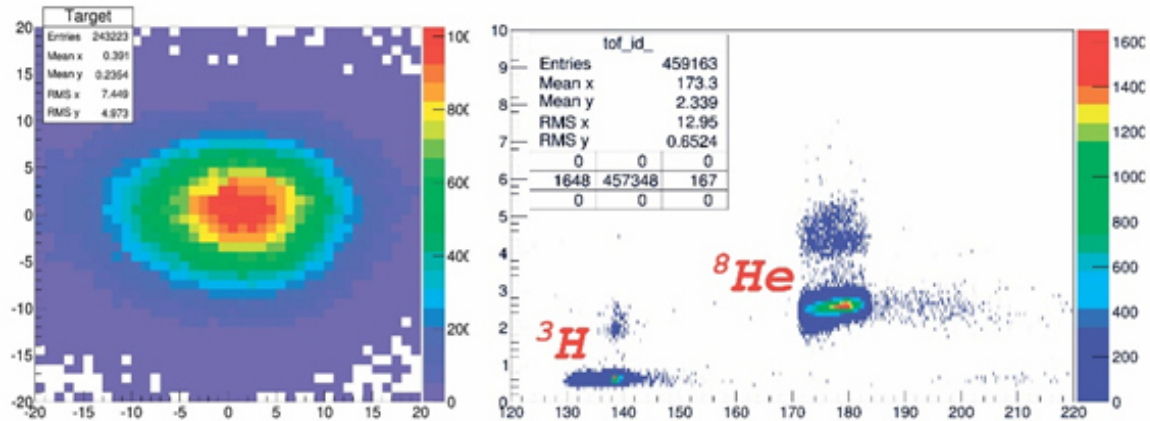 Target
Entries 243223
Mean x 0.391
Mean y 0.2354
RMS x 7.449
RMS y 4.973
20
15
10
5
0
-5
-10
-15
-20
-20 -15 -10 -5 0 5 10 15 20
100
800
600
400
200
0
tof_id_
Entries 459163
Mean x 173.3
Mean y 2.339
RMS x 12.95
RMS y 0.6524
0 0 0
1648 457348 167
0 0 0
10
9
8
7
6
5
4
3
2
1
0
120 130 140 150 160 170 180 190 200 210 220
³H
⁸He
1600
1400
1200
1000
800
600
400
200
0